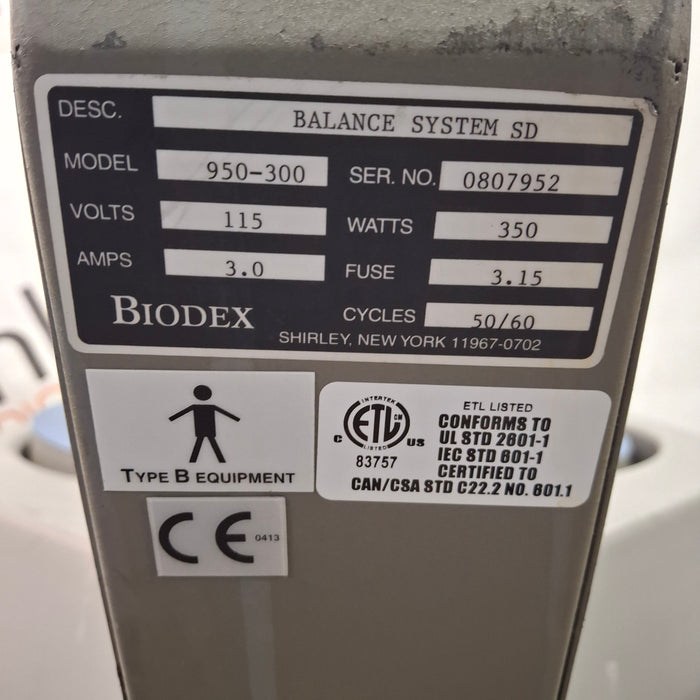 DESC. BALANCE SYSTEM SD
MODEL 950-300 SER. NO. 0807952
VOLTS 115 WATTS 350
AMPS 3.0 FUSE 3.15
BIODEX CYCLES 50/60
SHIRLEY, NEW YORK 11967-0702
TYPE B EQUIPMENT
INTERTEK
ETL CM
LISTED
C US
83757
ETL LISTED
CONFORMS TO
UL STD 2601-1
IEC STD 601-1
CERTIFIED TO
CAN/CSA STD C22.2 NO. 601.1
CE 0413